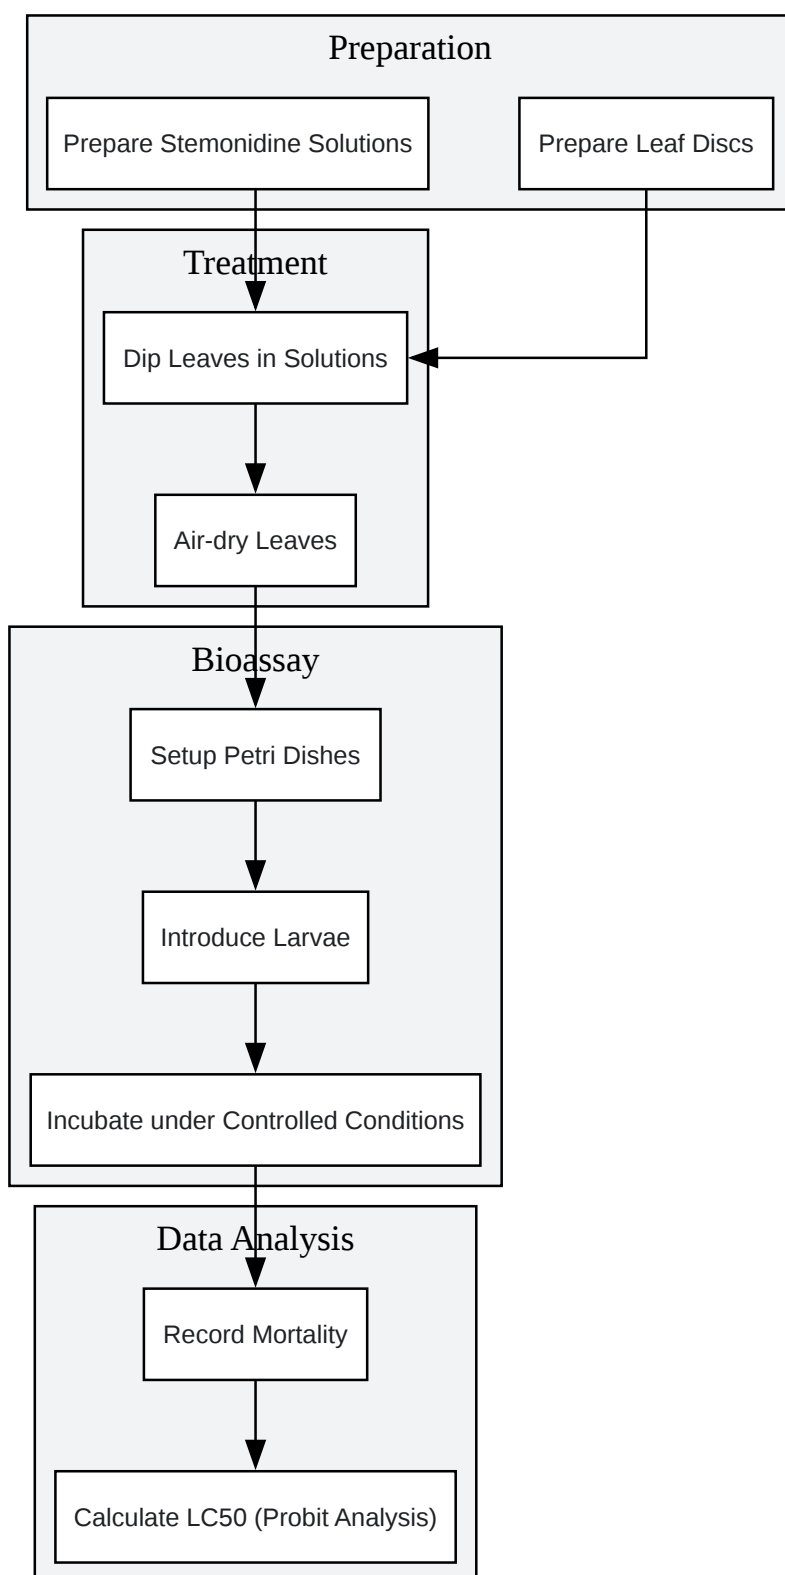 Preparation
Prepare Stemonidine Solutions
Prepare Leaf Discs
Treatment
Dip Leaves in Solutions
Air-dry Leaves
Bioassay
Setup Petri Dishes
Introduce Larvae
Incubate under Controlled Conditions
Data Analysis
Record Mortality
Calculate LC50 (Probit Analysis)